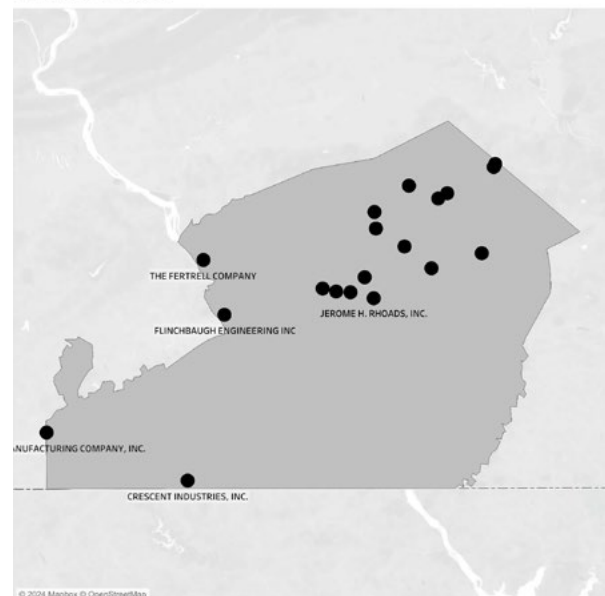 THE FERTRELL COMPANY
FLINCHBAUGH ENGINEERING INC
JEROME H. RHOADS, INC.
ANUFACTURING COMPANY, INC.
CRESCENT INDUSTRIES, INC.
© 2024 Mapbox © OpenStreetMap